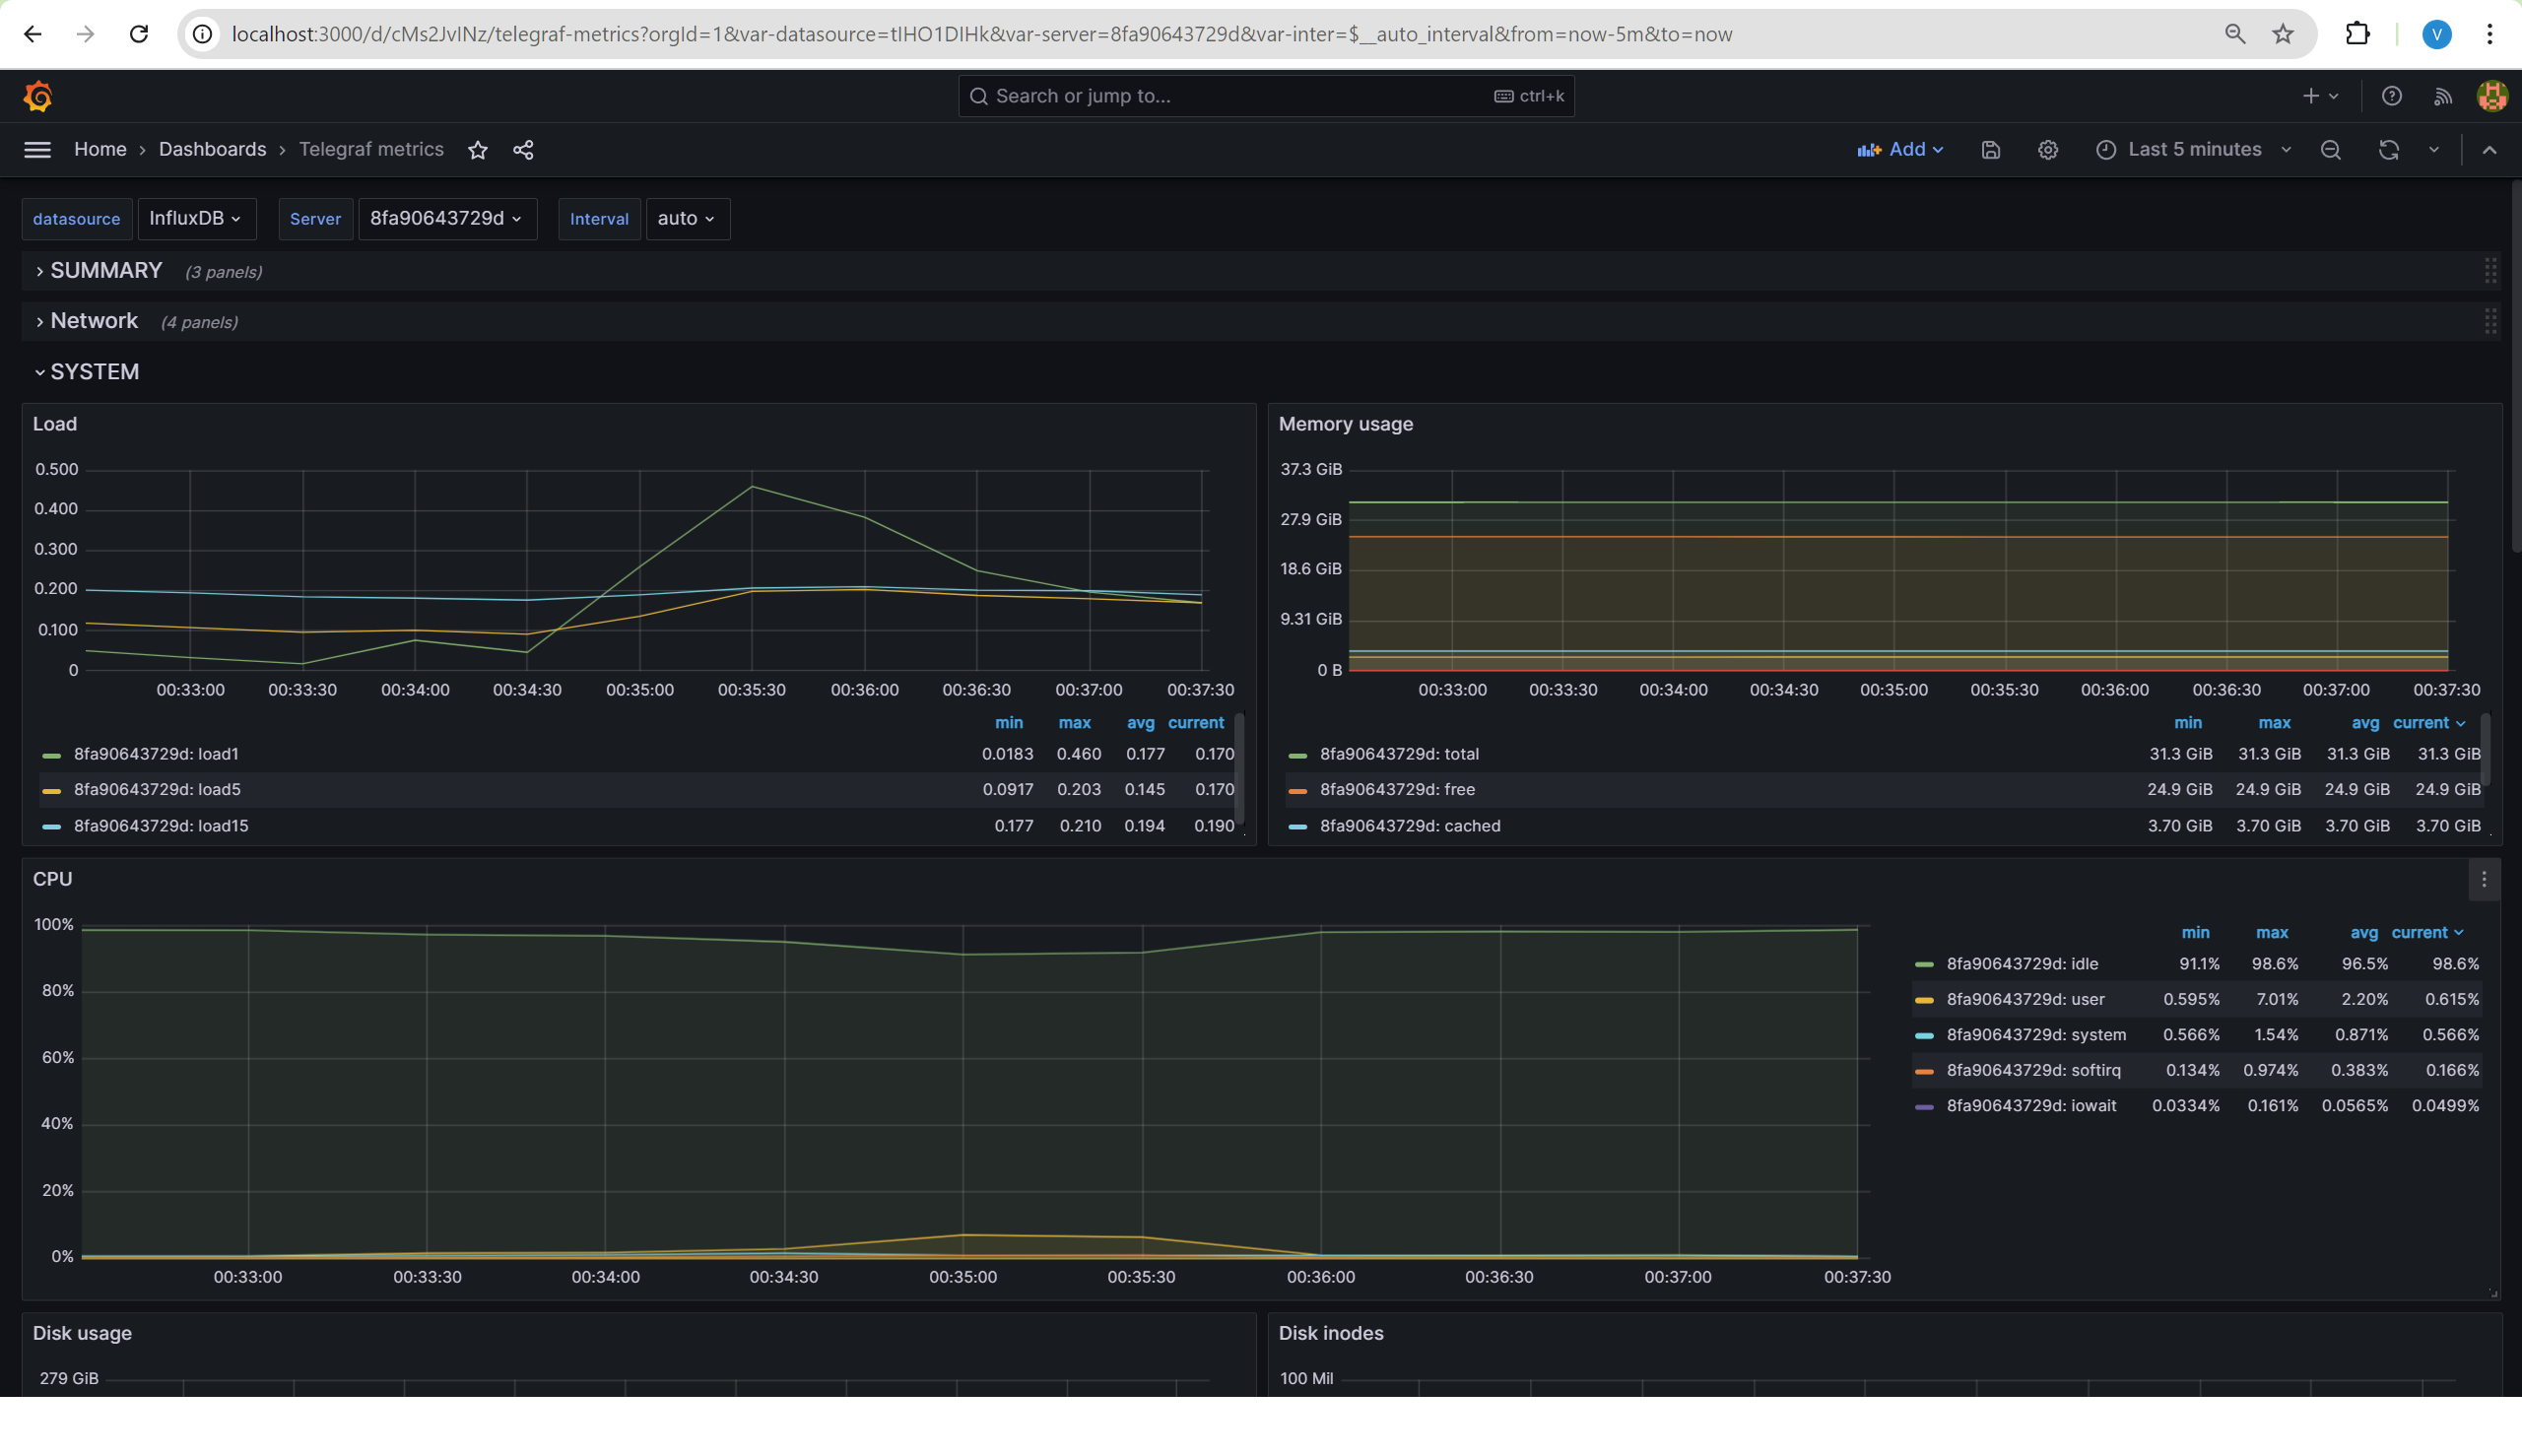 localhost:3000/d/cMs2JvINz/telegraf-metrics?orgId=1&var-datasource=tIHO1DIHk&var-server=8fa90643729d&var-inter=$__auto_interval&from=now-5m&to=now
V
Search or jump to...
ctrl+k
Home › Dashboards › Telegraf metrics
Add
Last 5 minutes
datasource InfluxDB
Server 8fa90643729d
Interval auto
SUMMARY (3 panels)
Network (4 panels)
SYSTEM
Load
0.500
0.400
0.300
0.200
0.100
0
00:33:00 00:33:30 00:34:00 00:34:30 00:35:00 00:35:30 00:36:00 00:36:30 00:37:00 00:37:30
min max avg current
8fa90643729d: load1 0.0183 0.460 0.177 0.170
8fa90643729d: load5 0.0917 0.203 0.145 0.170
8fa90643729d: load15 0.177 0.210 0.194 0.190
Memory usage
37.3 GiB
27.9 GiB
18.6 GiB
9.31 GiB
0 B
00:33:00 00:33:30 00:34:00 00:34:30 00:35:00 00:35:30 00:36:00 00:36:30 00:37:00 00:37:30
min max avg current
8fa90643729d: total 31.3 GiB 31.3 GiB 31.3 GiB 31.3 GiB
8fa90643729d: free 24.9 GiB 24.9 GiB 24.9 GiB 24.9 GiB
8fa90643729d: cached 3.70 GiB 3.70 GiB 3.70 GiB 3.70 GiB
CPU
100%
80%
60%
40%
20%
0%
00:33:00 00:33:30 00:34:00 00:34:30 00:35:00 00:35:30 00:36:00 00:36:30 00:37:00 00:37:30
min max avg current
8fa90643729d: idle 91.1% 98.6% 96.5% 98.6%
8fa90643729d: user 0.595% 7.01% 2.20% 0.615%
8fa90643729d: system 0.566% 1.54% 0.871% 0.566%
8fa90643729d: softirq 0.134% 0.974% 0.383% 0.166%
8fa90643729d: iowait 0.0334% 0.161% 0.0565% 0.0499%
Disk usage
279 GiB
Disk inodes
100 Mil